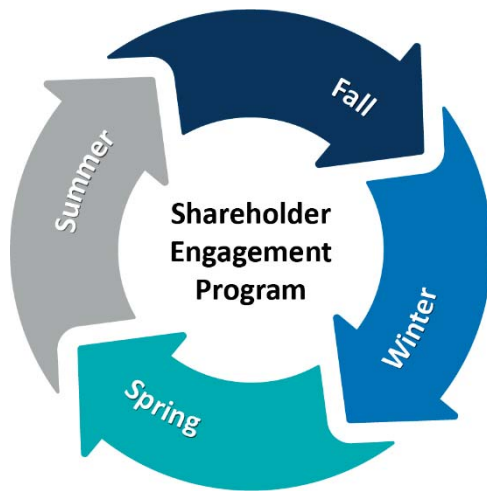 Fall
Winter
Spring
Summer
Shareholder
Engagement
Program